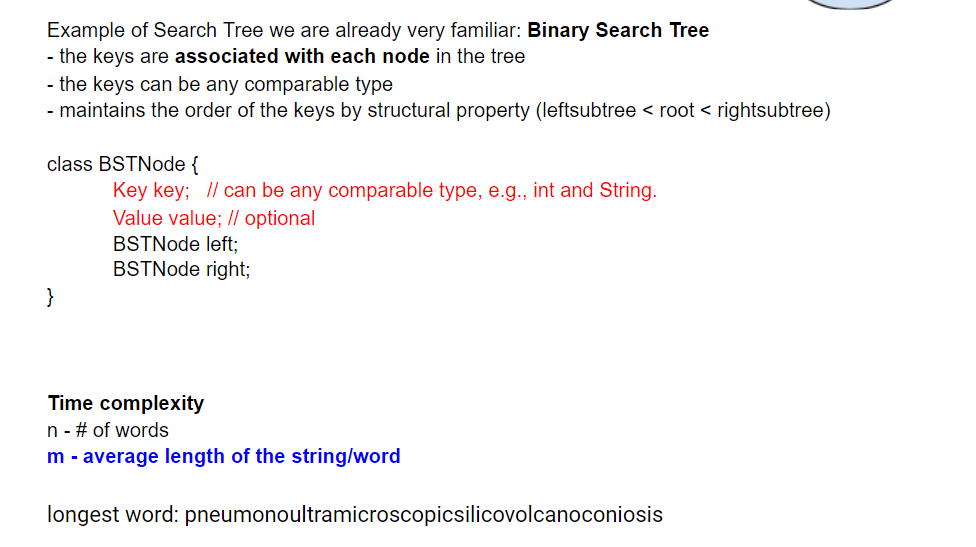 Example of Search Tree we are already very familiar: Binary Search Tree
- the keys are associated with each node in the tree
- the keys can be any comparable type
- maintains the order of the keys by structural property (leftsubtree < root < rightsubtree)
class BSTNode {
Key key;   // can be any comparable type, e.g., int and String.
Value value; // optional
BSTNode left;
BSTNode right;
}
Time complexity
n - # of words
m - average length of the string/word
longest word: pneumonoultramicroscopicsilicovolcanoconiosis